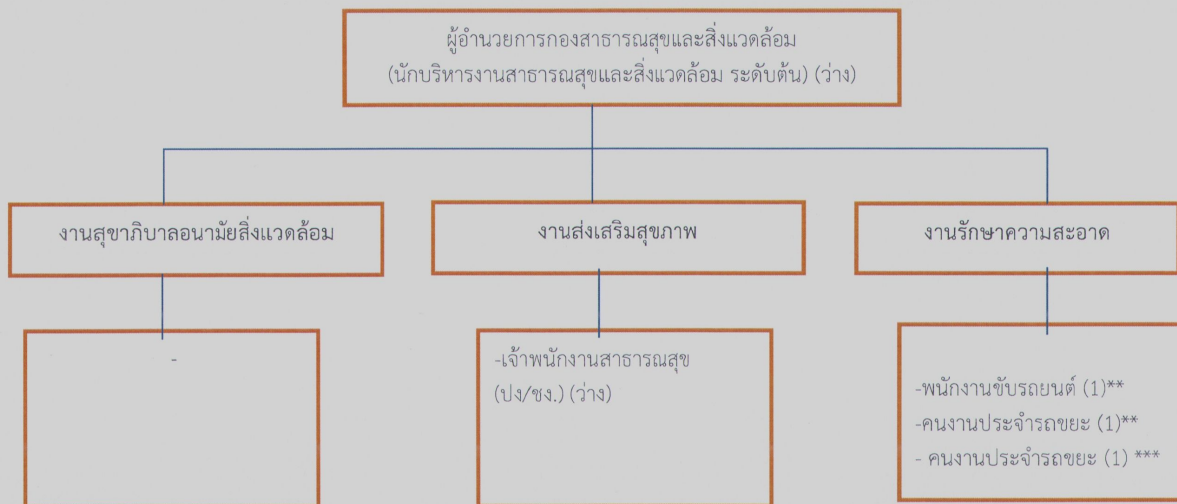 ผู้อำนวยการกองสาธารณสุขและสิ่งแวดล้อม
(นักบริหารงานสาธารณสุขและสิ่งแวดล้อม ระดับต้น) (ว่าง)
งานสุขาภิบาลอนามัยสิ่งแวดล้อม
งานส่งเสริมสุขภาพ
งานรักษาความสะอาด
-
-เจ้าพนักงานสาธารณสุข
(ปง/ชง.) (ว่าง)
-พนักงานขับรถยนต์ (1)**
-คนงานประจำรถขยะ (1)**
- คนงานประจำรถขยะ (1) ***